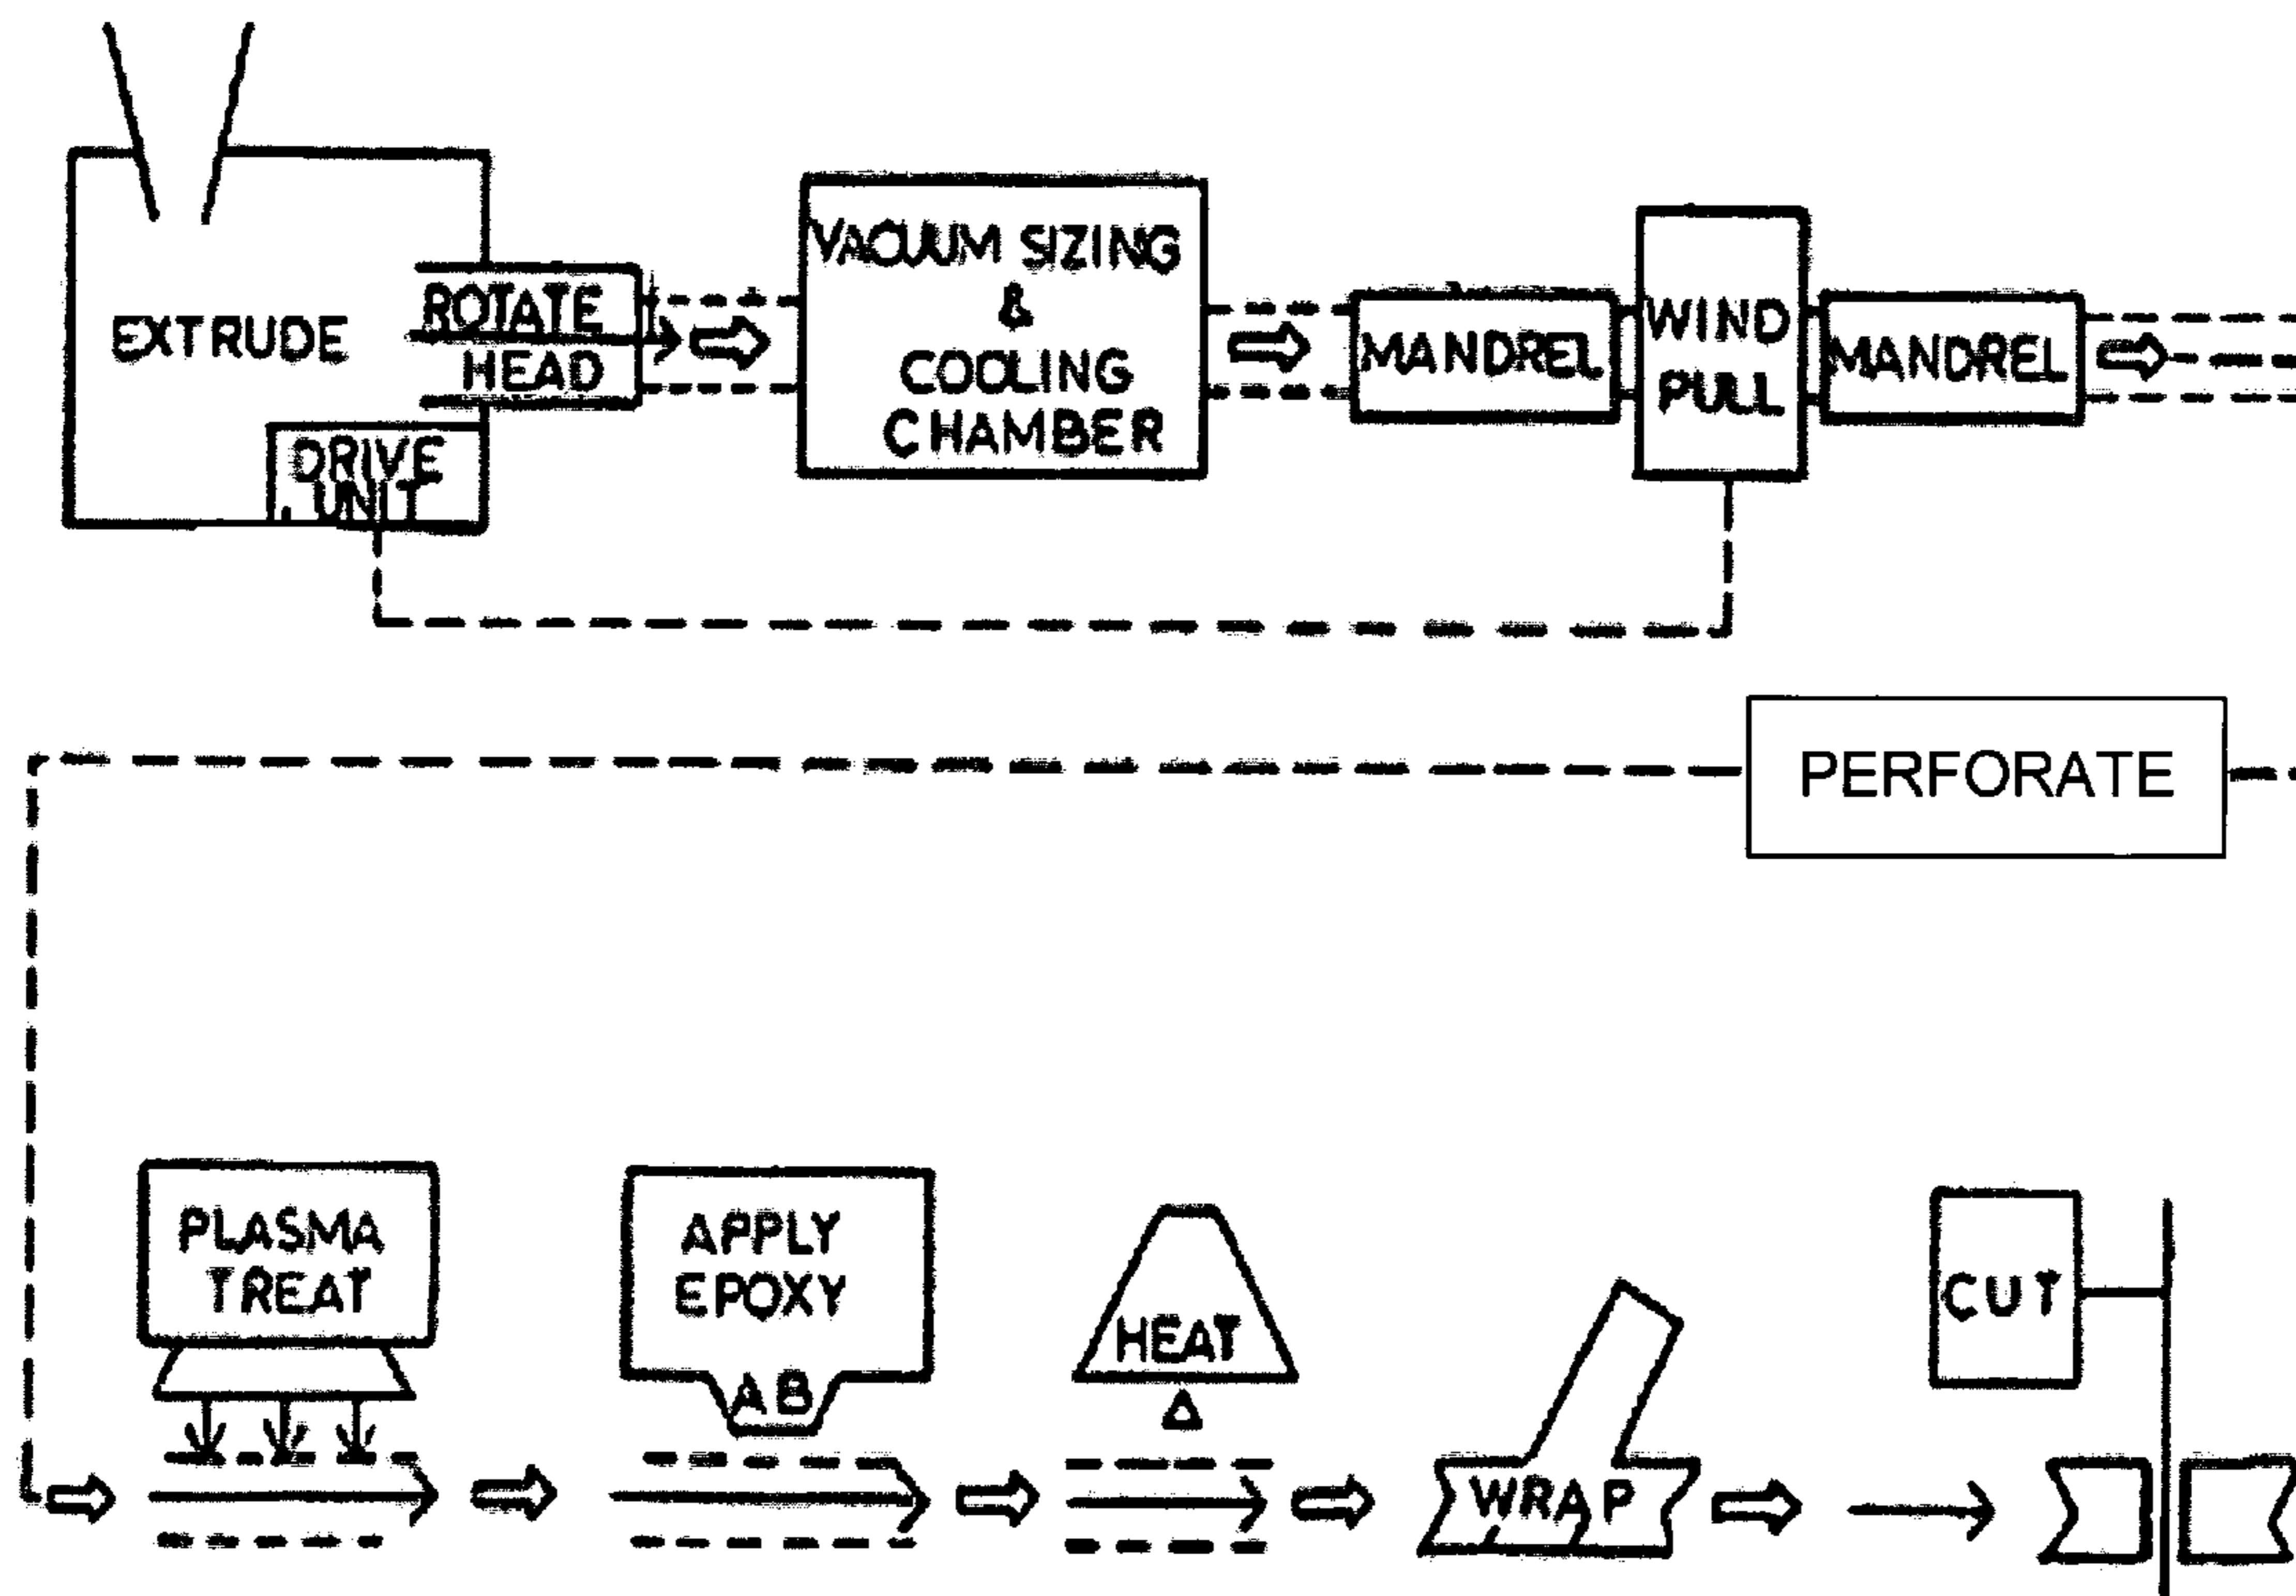 EXTRUDE
ROTATE
HEAD
DRIVE
UNIT
VACUUM SIZING
&
COOLING
CHAMBER
MANDREL
WIND
PULL
MANDREL
PERFORATE
PLASMA
TREAT
APPLY
EPOXY
A B
HEAT
WRAP
CUT